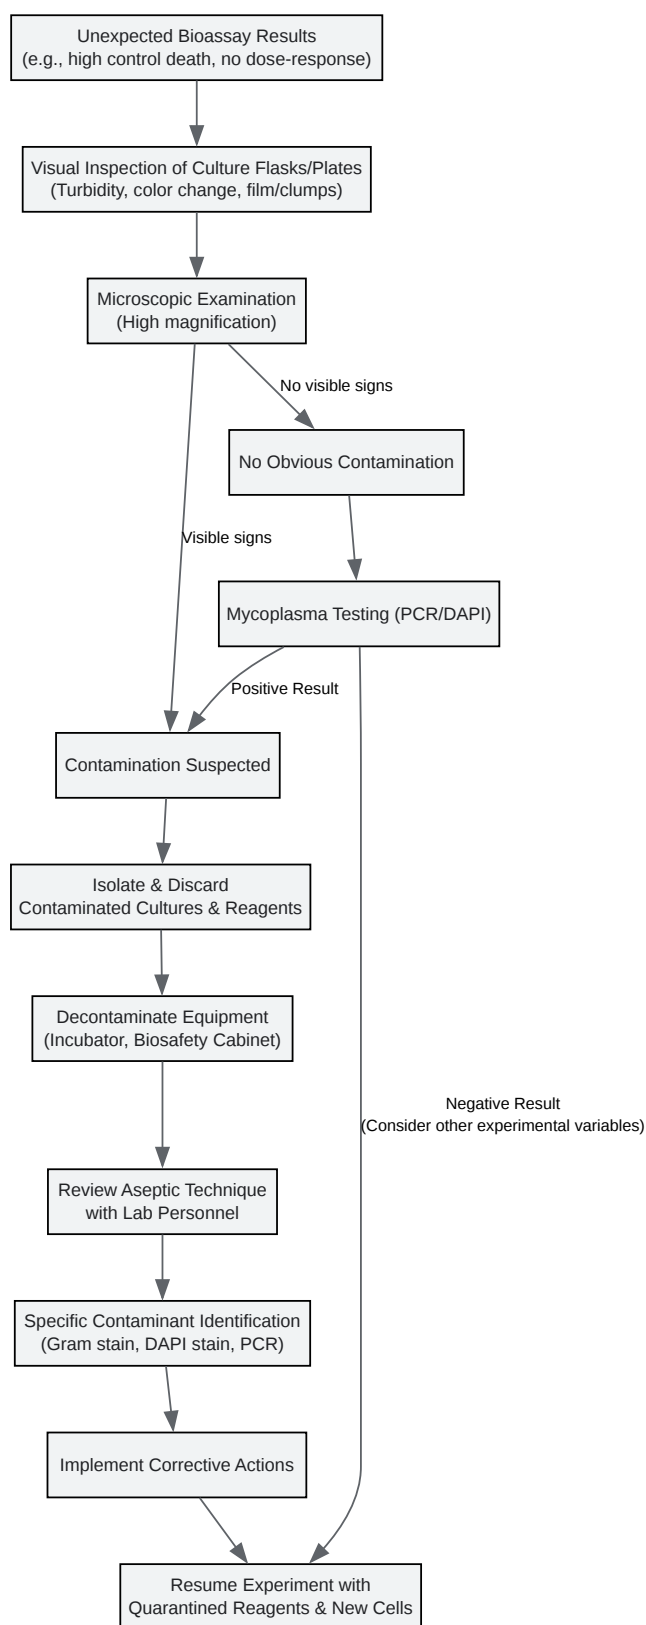 Unexpected Bioassay Results
(e.g., high control death, no dose-response)
Visual Inspection of Culture Flasks/Plates
(Turbidity, color change, film/clumps)
Microscopic Examination
(High magnification)
No visible signs
No Obvious Contamination
Visible signs
Mycoplasma Testing (PCR/DAPI)
Positive Result
Contamination Suspected
Isolate & Discard
Contaminated Cultures & Reagents
Decontaminate Equipment
(Incubator, Biosafety Cabinet)
Negative Result
(Consider other experimental variables)
Review Aseptic Technique
with Lab Personnel
Specific Contaminant Identification
(Gram stain, DAPI stain, PCR)
Implement Corrective Actions
Resume Experiment with
Quarantined Reagents & New Cells